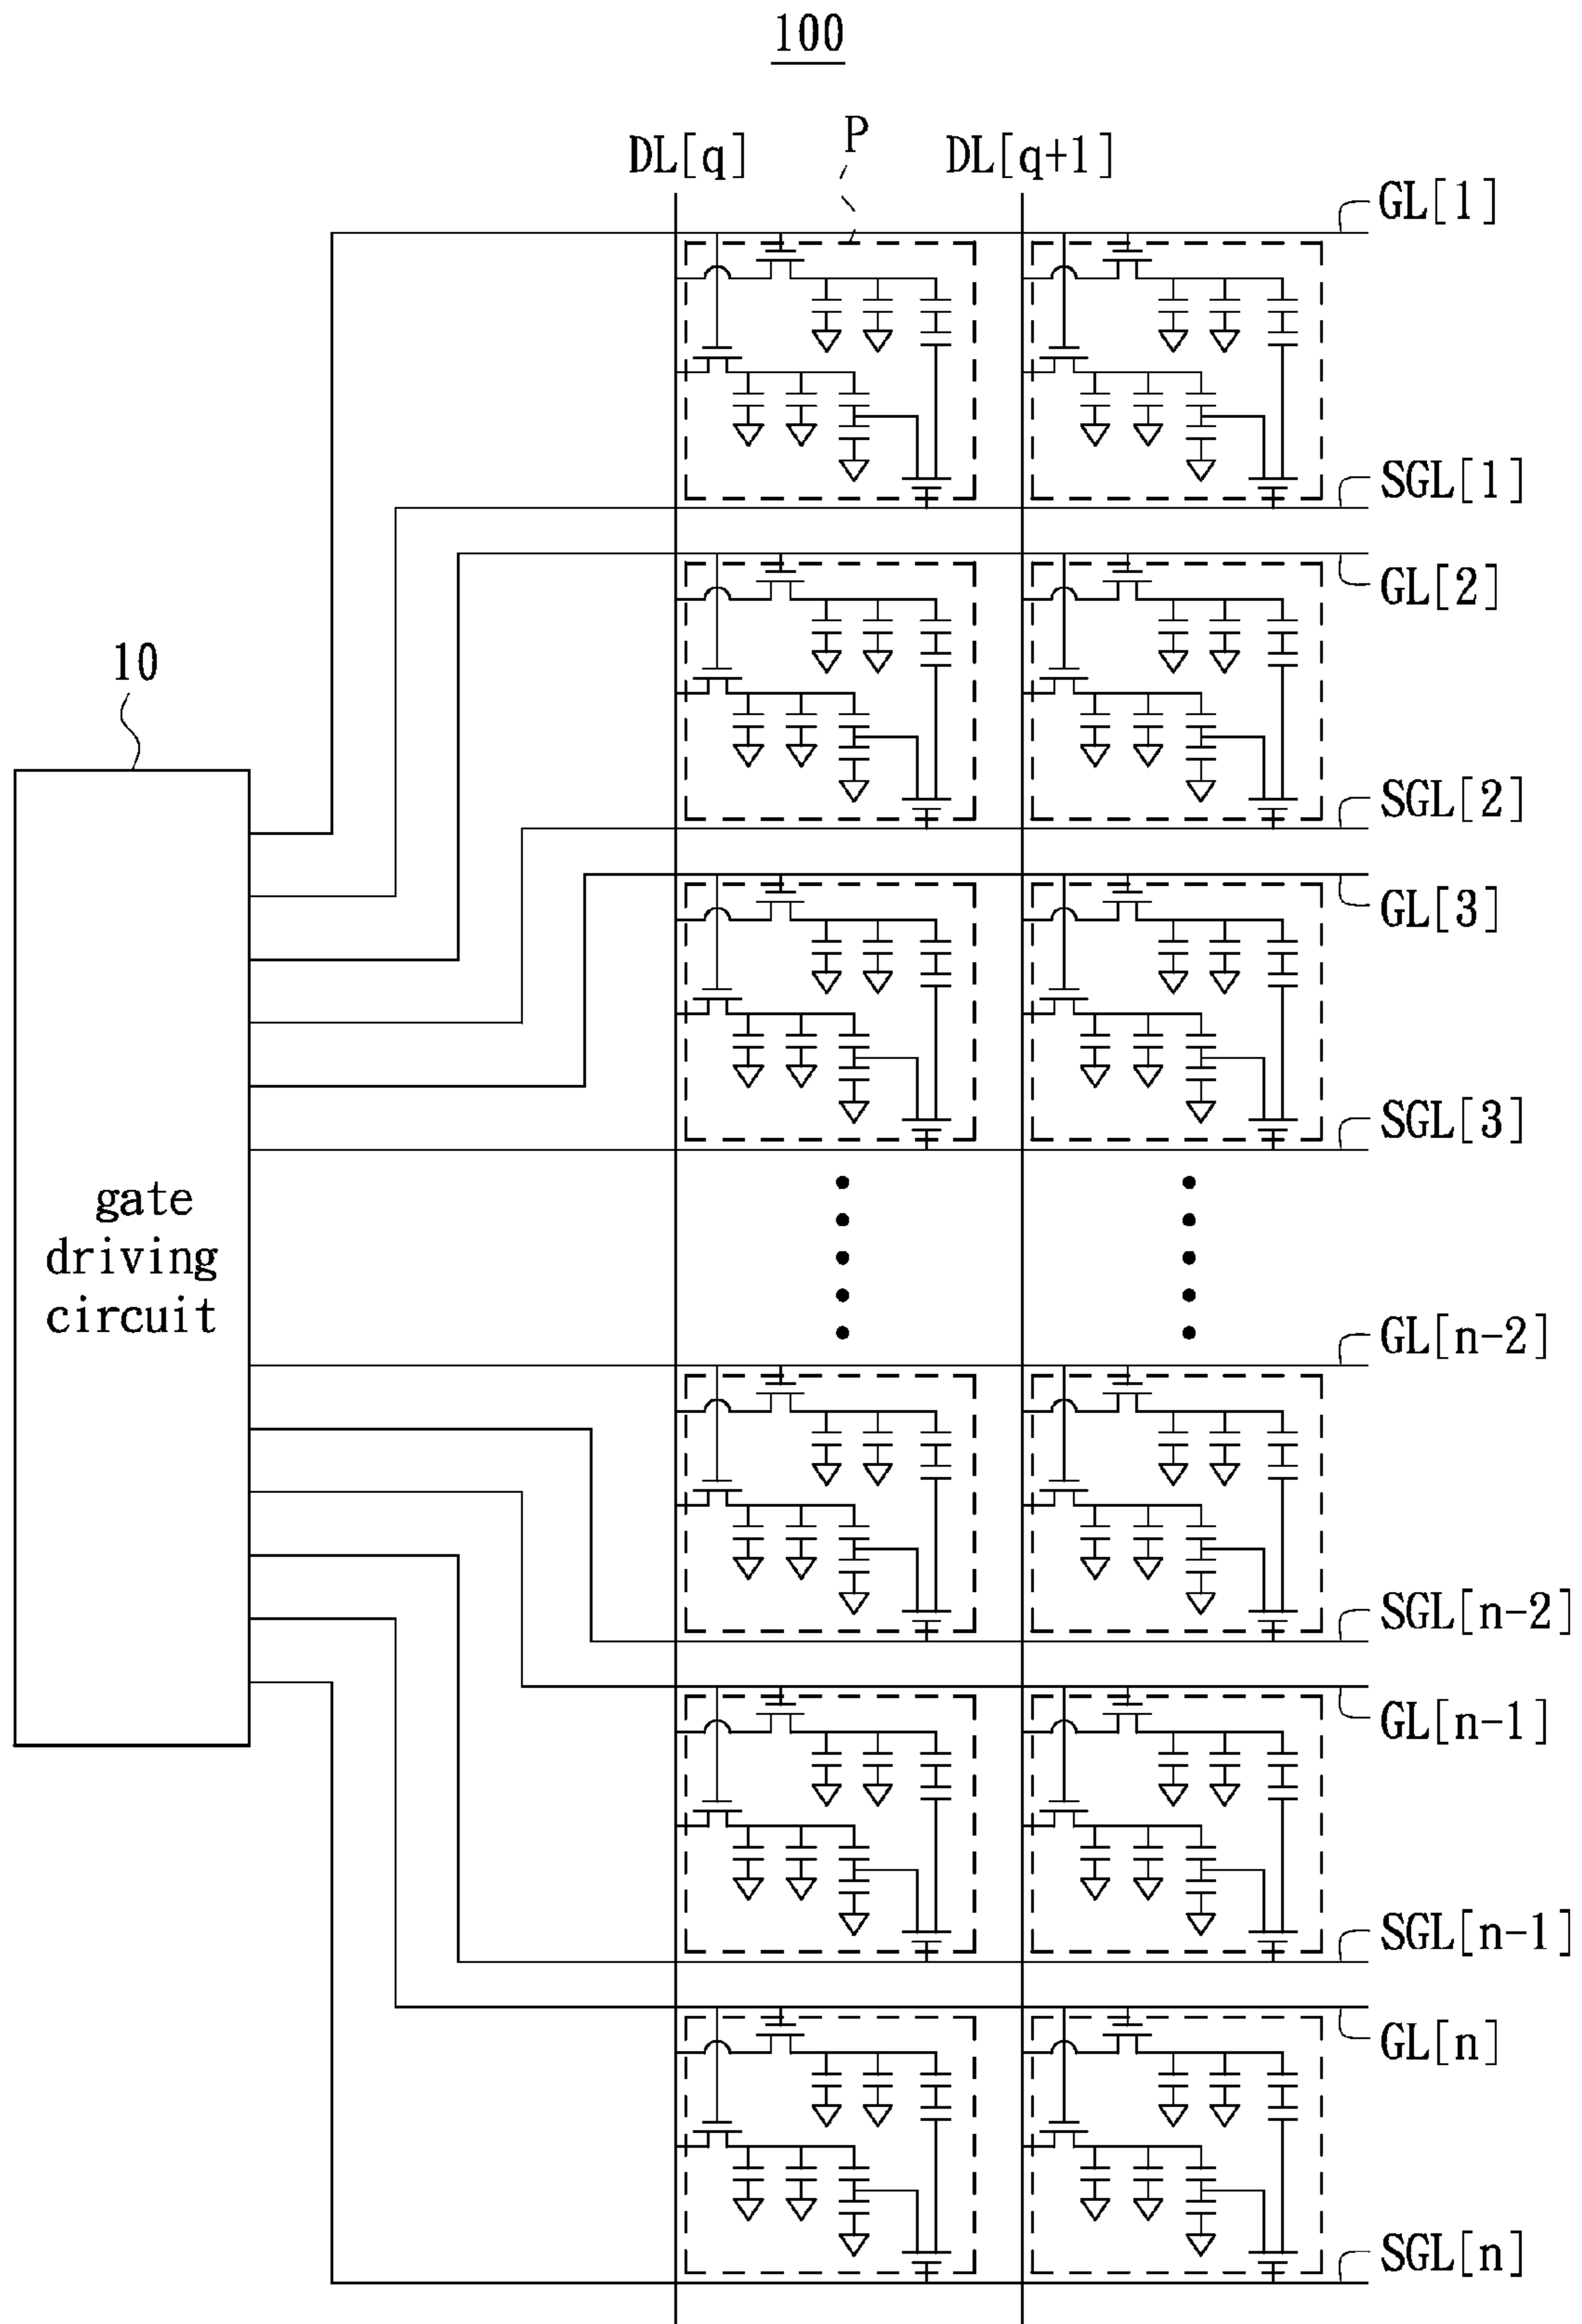 100
DL[q]
P
DL[q+1]
GL[1]
SGL[1]
GL[2]
10
SGL[2]
GL[3]
SGL[3]
gate
driving
circuit
GL[n-2]
SGL[n-2]
GL[n-1]
SGL[n-1]
GL[n]
SGL[n]